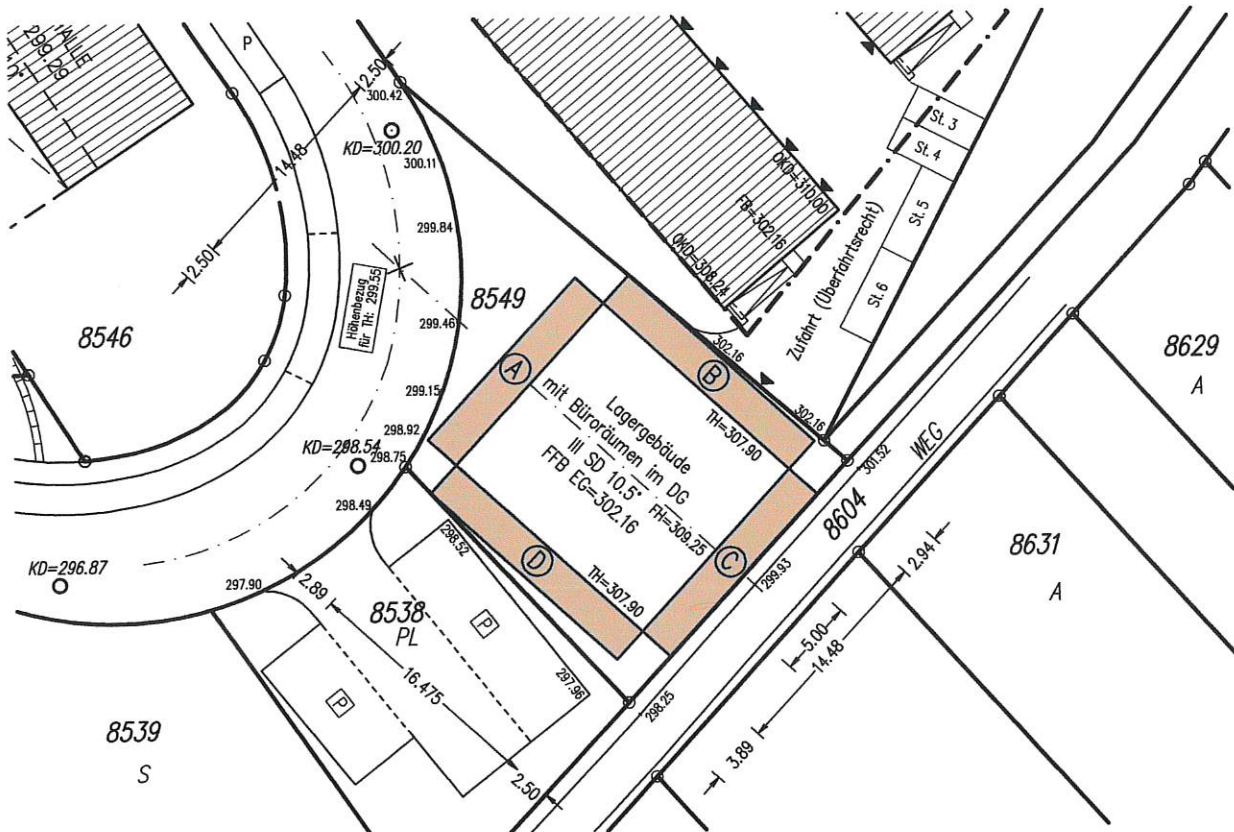 ALLE
299.29
P
2.50
300.42
KD=300.20
300.11
14.48
299.84
2.50
Höhenbezug
für TH: 299.55
8549
299.46
8546
299.15
298.92
KD=298.54
298.75
298.49
KD=296.87
297.90
2.89
8538
PL
16.475
298.52
P
P
297.96
2.50
8539
S
OKD=310.00
FB=302.16
OKD=308.24
St. 3
St. 4
St. 5
St. 6
Zufahrt (Überfahrtsrecht)
302.16
302.16
A
B
C
D
Lagergebäude
mit Büroräumen im DG
III SD 10.5°
FFB EG=302.16
TH=307.90
FH=309.25
TH=307.90
301.52
WEG
8604
299.93
298.25
8629
A
8631
A
2.94
5.00
14.48
3.89